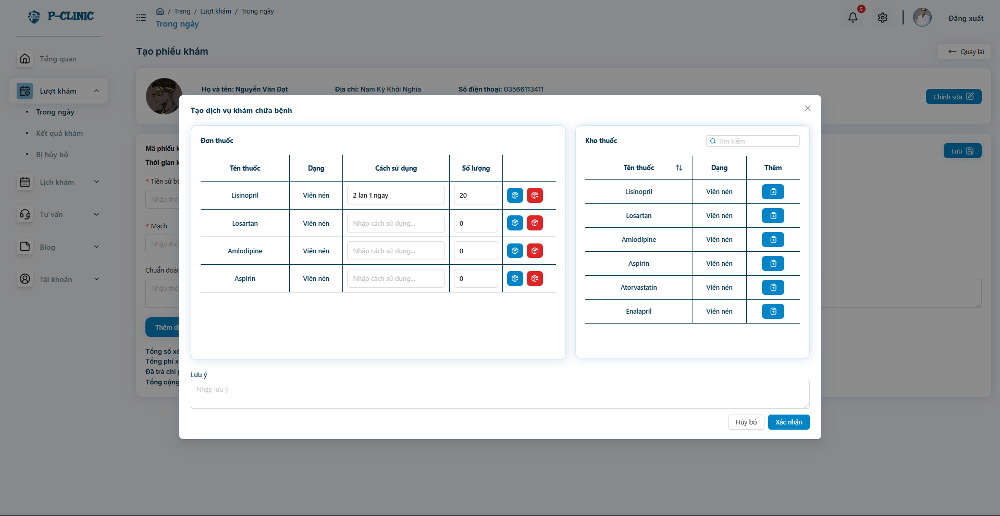 P-CLINIC
/ Trang / Lượt khám / Trong ngày
Trong ngày
5
Đăng xuất
Tổng quan
Lượt khám
Trong ngày
Kết quả khám
Bị hủy bỏ
Lịch khám
Tư vấn
Blog
Tài khoản
Tạo phiếu khám
Quay lại
Họ và tên: Nguyễn Văn Đạt
Địa chỉ: Nam Kỳ Khởi Nghĩa
Số điện thoại: 03566113411
Chỉnh sửa
Mã phiếu k
Thời gian k
Lưu
* Tiền sử bệ
Nhập thô
* Mạch
Nhập thô
Chuẩn đoán
Nhập thô
Thêm dị
Tổng số xé
Tổng phí x
Đã trả chi p
Tổng cộng
Tạo dịch vụ khám chữa bệnh
Đơn thuốc
Tên thuốc Dạng Cách sử dụng Số lượng
Lisinopril Viên nén 2 lan 1 ngay 20
Losartan Viên nén Nhập cách sử dụng... 0
Amlodipine Viên nén Nhập cách sử dụng... 0
Aspirin Viên nén Nhập cách sử dụng... 0
Kho thuốc
Tìm kiếm
Tên thuốc Dạng Thêm
Lisinopril Viên nén
Losartan Viên nén
Amlodipine Viên nén
Aspirin Viên nén
Atorvastatin Viên nén
Enalapril Viên nén
Lưu ý
Nhập lưu ý
Hủy bỏ
Xác nhận